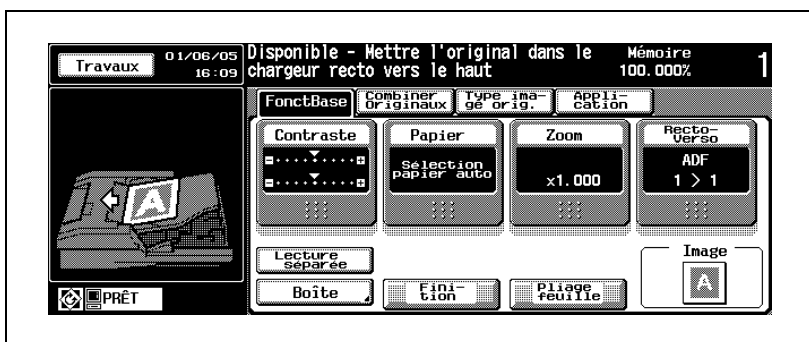 Travaux
01/06/05
16:09
Disponible - Mettre l'original dans le
chargeur recto vers le haut
Mémoire
100.000%
1
FonctBase
Combiner
Originaux
Type ima-
ge orig.
Appli-
cation
Contraste
Papier
Sélection
papier auto
Zoom
x1.000
Recto-
Verso
ADF
1 > 1
A
Lecture
séparée
Image
A
Boîte
Fini-
tion
Pliage
feuille
PRÊT